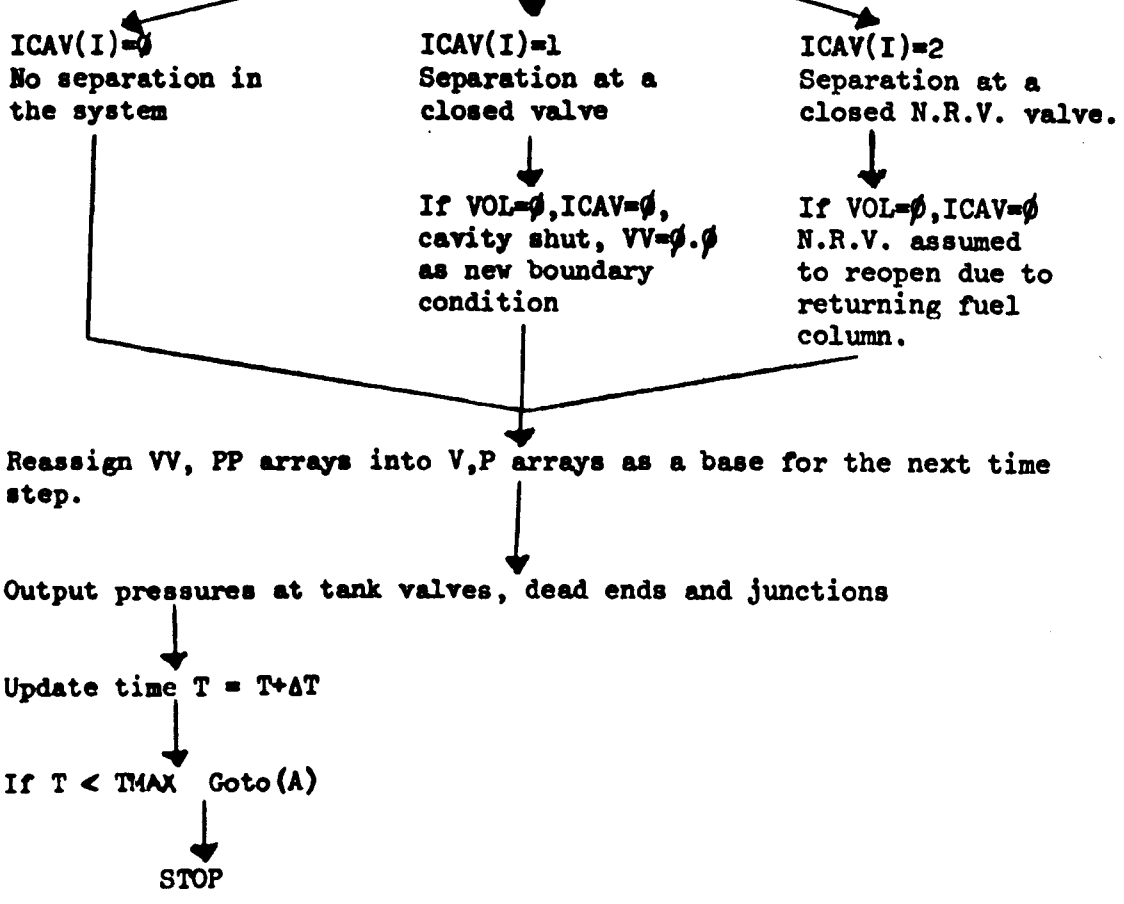 ICAV(I)=∅
No separation in
the system
ICAV(I)=1
Separation at a
closed valve
If VOL=∅,ICAV=∅,
cavity shut, VV=∅.∅
as new boundary
condition
ICAV(I)=2
Separation at a
closed N.R.V. valve.
If VOL=∅,ICAV=∅
N.R.V. assumed
to reopen due to
returning fuel
column.
Reassign VV, PP arrays into V,P arrays as a base for the next time
step.
Output pressures at tank valves, dead ends and junctions
Update time T = T+ΔT
If T < TMAX Goto(A)
STOP